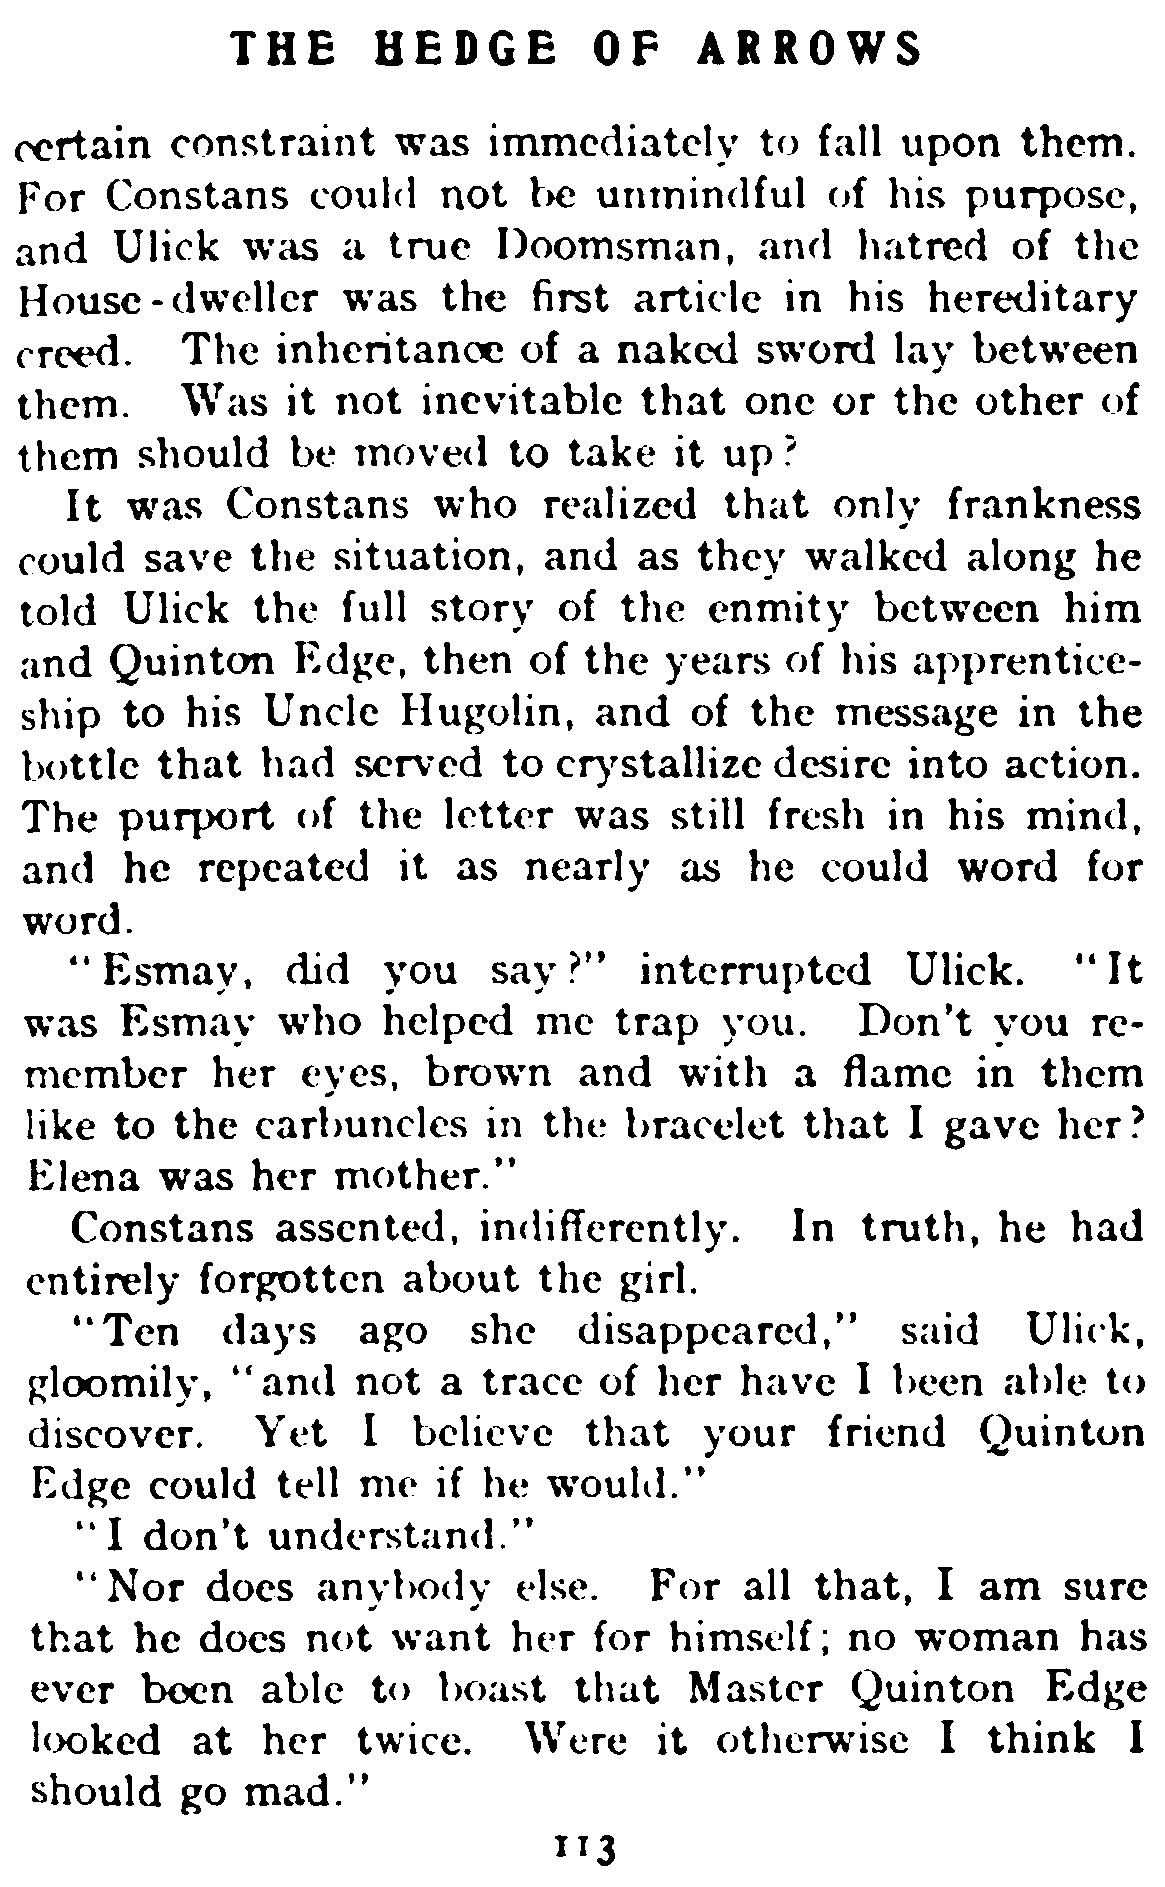 THE HEDGE OF ARROWS
certain constraint was immediately to fall upon them.
For Constans could not be unmindful of his purpose,
and Ulick was a true Doomsman, and hatred of the
House-dweller was the first article in his hereditary
creed. The inheritance of a naked sword lay between
them. Was it not inevitable that one or the other of
them should be moved to take it up?
It was Constans who realized that only frankness
could save the situation, and as they walked along he
told Ulick the full story of the enmity between him
and Quinton Edge, then of the years of his apprentice-
ship to his Uncle Hugolin, and of the message in the
bottle that had served to crystallize desire into action.
The purport of the letter was still fresh in his mind,
and he repeated it as nearly as he could word for
word.
"Esmay, did you say?" interrupted Ulick. "It
was Esmay who helped me trap you. Don't you re-
member her eyes, brown and with a flame in them
like to the carbuncles in the bracelet that I gave her?
Elena was her mother."
Constans assented, indifferently. In truth, he had
entirely forgotten about the girl.
"Ten days ago she disappeared," said Ulick,
gloomily, "and not a trace of her have I been able to
discover. Yet I believe that your friend Quinton
Edge could tell me if he would."
"I don't understand."
"Nor does anybody else. For all that, I am sure
that he does not want her for himself; no woman has
ever been able to boast that Master Quinton Edge
looked at her twice. Were it otherwise I think I
should go mad."
113